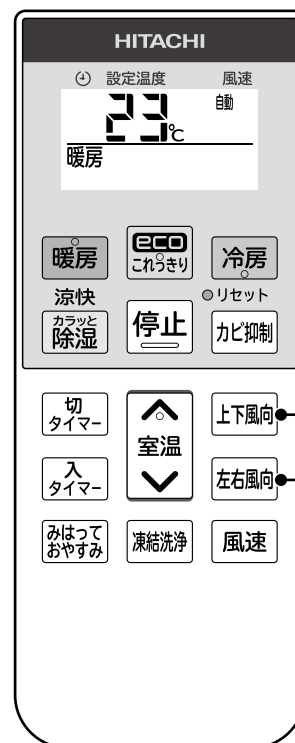 HITACHI
設定温度 風速
23℃ 自動
暖房
暖房 eco これっきり 冷房
涼快 リセット
カラッと
除湿 停止 カビ抑制
切
タイマー 室温 上下風向
入
タイマー 左右風向
みはって
おやすみ 凍結洗浄 風速